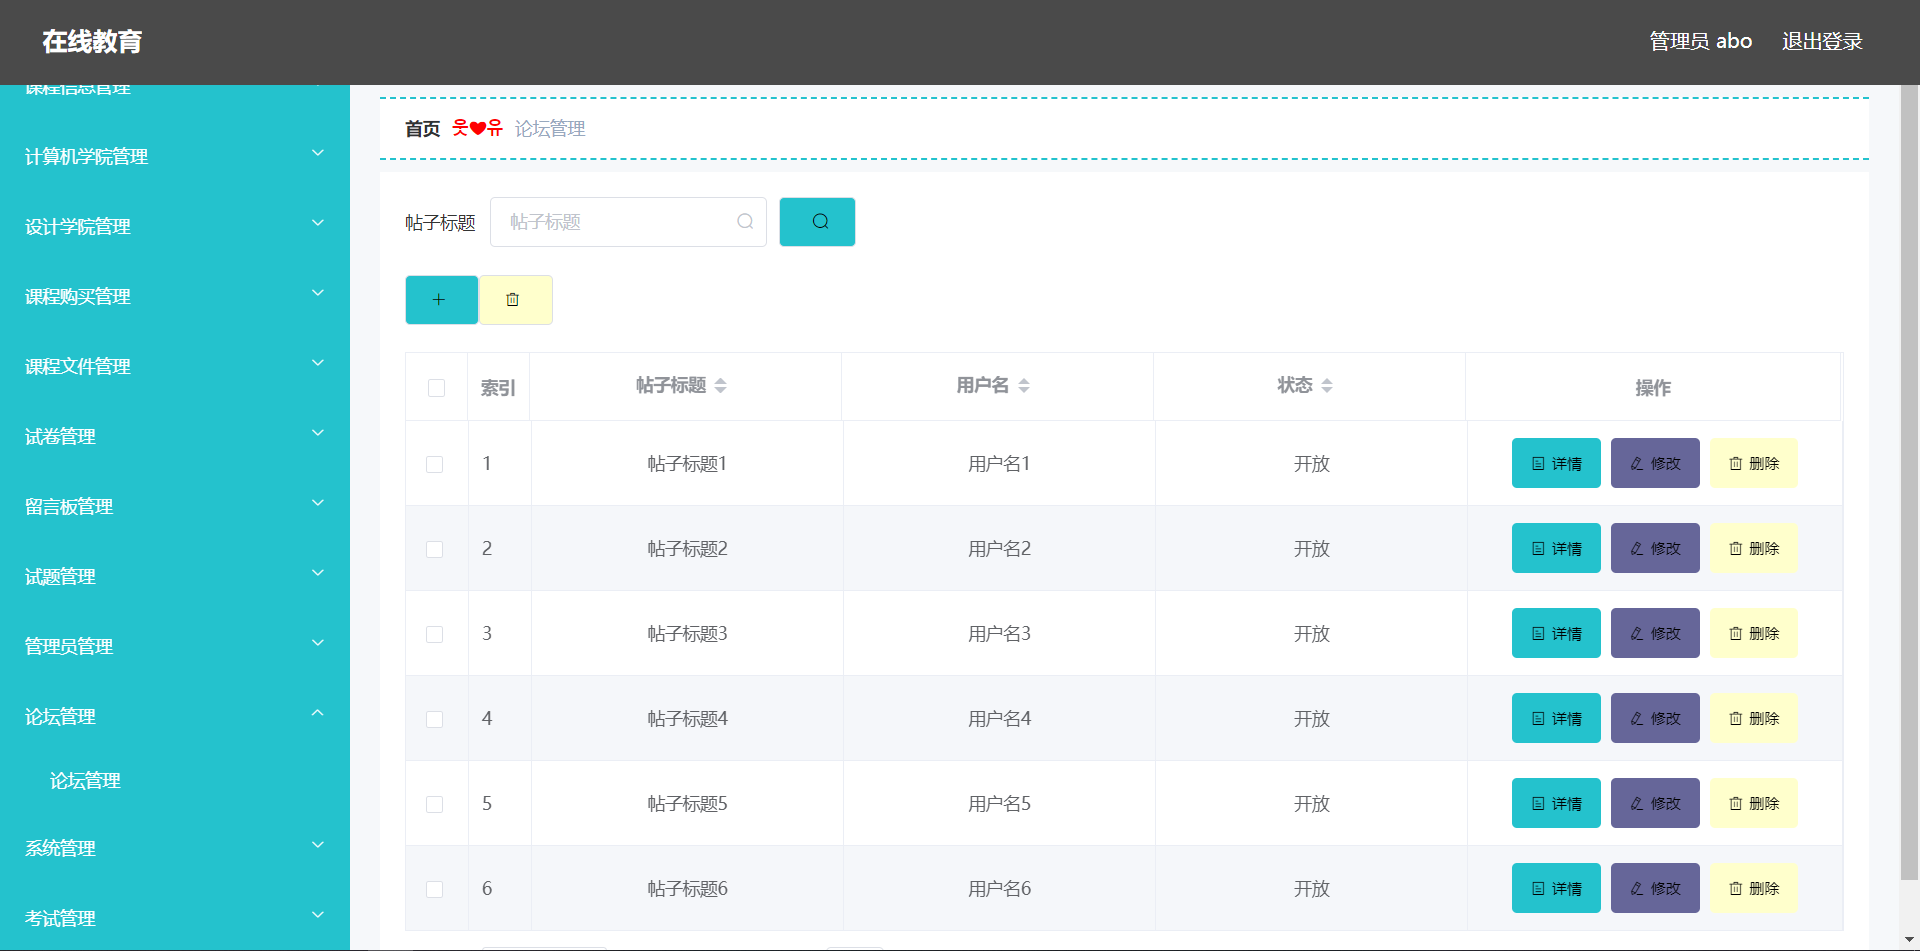 在线教育
管理员 abo 退出登录
课程信息管理
计算机学院管理
设计学院管理
课程购买管理
课程文件管理
试卷管理
留言板管理
试题管理
管理员管理
论坛管理
论坛管理
系统管理
考试管理
首页 웃❤유 论坛管理
帖子标题 帖子标题
索引 帖子标题 用户名 状态 操作
1 帖子标题1 用户名1 开放 详情 修改 删除
2 帖子标题2 用户名2 开放 详情 修改 删除
3 帖子标题3 用户名3 开放 详情 修改 删除
4 帖子标题4 用户名4 开放 详情 修改 删除
5 帖子标题5 用户名5 开放 详情 修改 删除
6 帖子标题6 用户名6 开放 详情 修改 删除